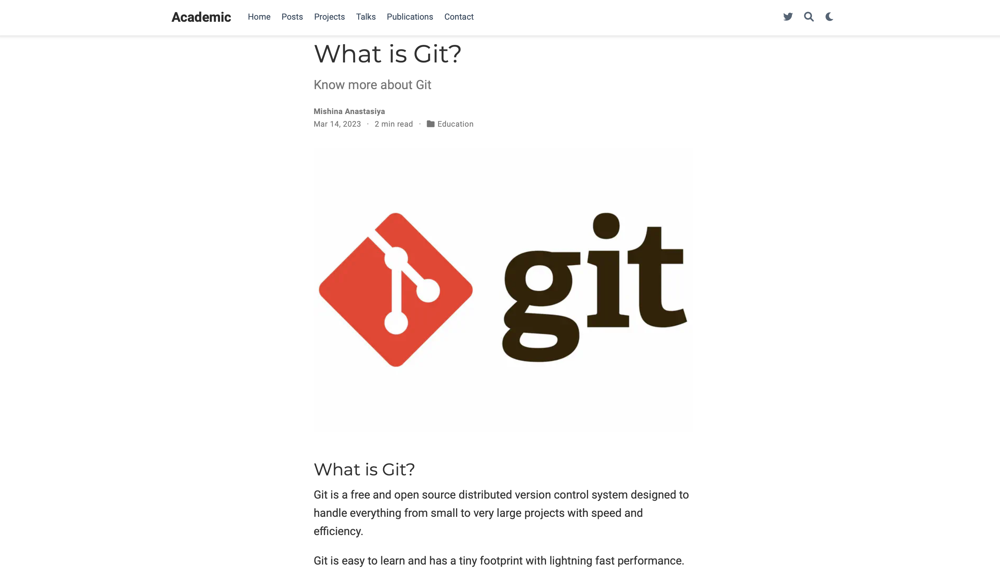 Academic Home Posts Projects Talks Publications Contact
What is Git?
Know more about Git
Mishina Anastasiya
Mar 14, 2023 · 2 min read · Education
git
What is Git?
Git is a free and open source distributed version control system designed to
handle everything from small to very large projects with speed and
efficiency.
Git is easy to learn and has a tiny footprint with lightning fast performance.